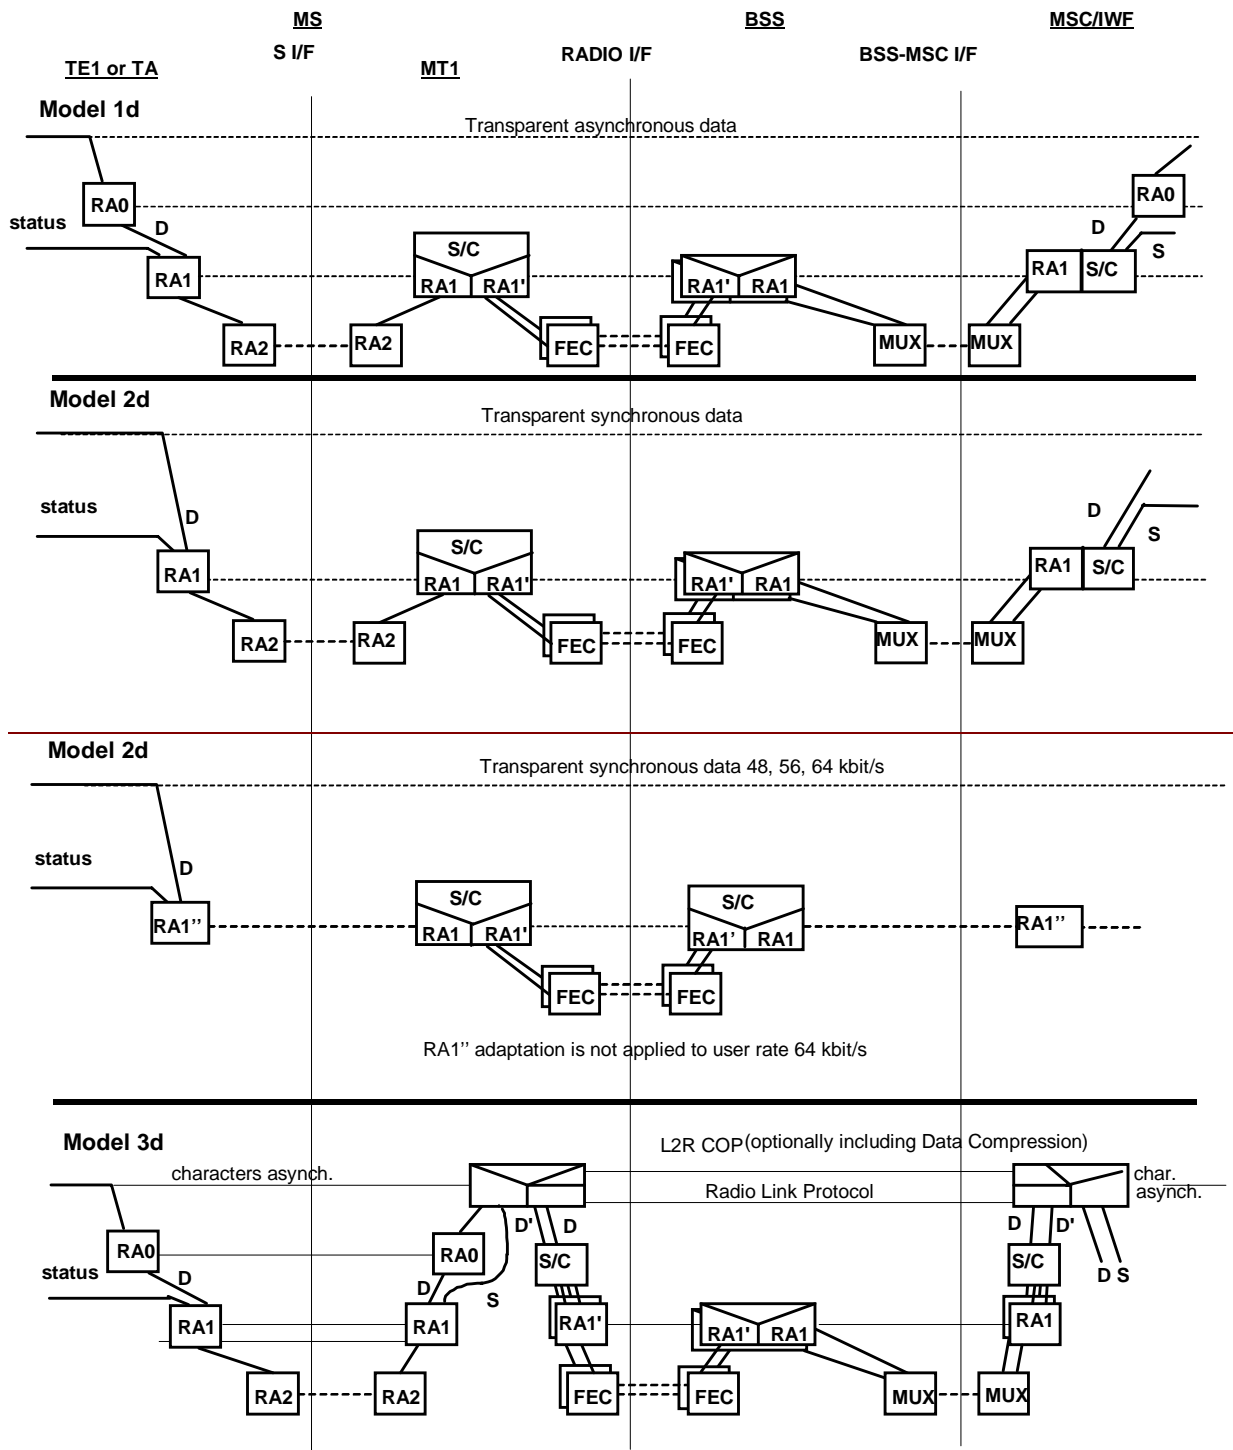 MS
BSS
MSC/IWF
S I/F
RADIO I/F
BSS-MSC I/F
TE1 or TA
MT1
Model 1d
Transparent asynchronous data
RA0
RA0
status
D
D
S
S/C
RA1
RA1
RA1'
RA1'
RA1
RA1
S/C
RA2
RA2
FEC
FEC
MUX
MUX
Model 2d
Transparent synchronous data
status
D
D
S
S/C
RA1
RA1
RA1'
RA1'
RA1
RA1
S/C
RA2
RA2
FEC
FEC
MUX
MUX
Model 2d
Transparent synchronous data 48, 56, 64 kbit/s
status
D
S/C
S/C
RA1''
RA1
RA1'
RA1'
RA1
RA1''
FEC
FEC
RA1'' adaptation is not applied to user rate 64 kbit/s
Model 3d
L2R COP (optionally including Data Compression)
characters asynch.
char.
asynch.
Radio Link Protocol
D'
D
D
D'
RA0
RA0
S/C
S/C
status
D
D
S
D S
RA1
RA1
RA1'
RA1'
RA1
RA1
RA2
RA2
FEC
FEC
MUX
MUX